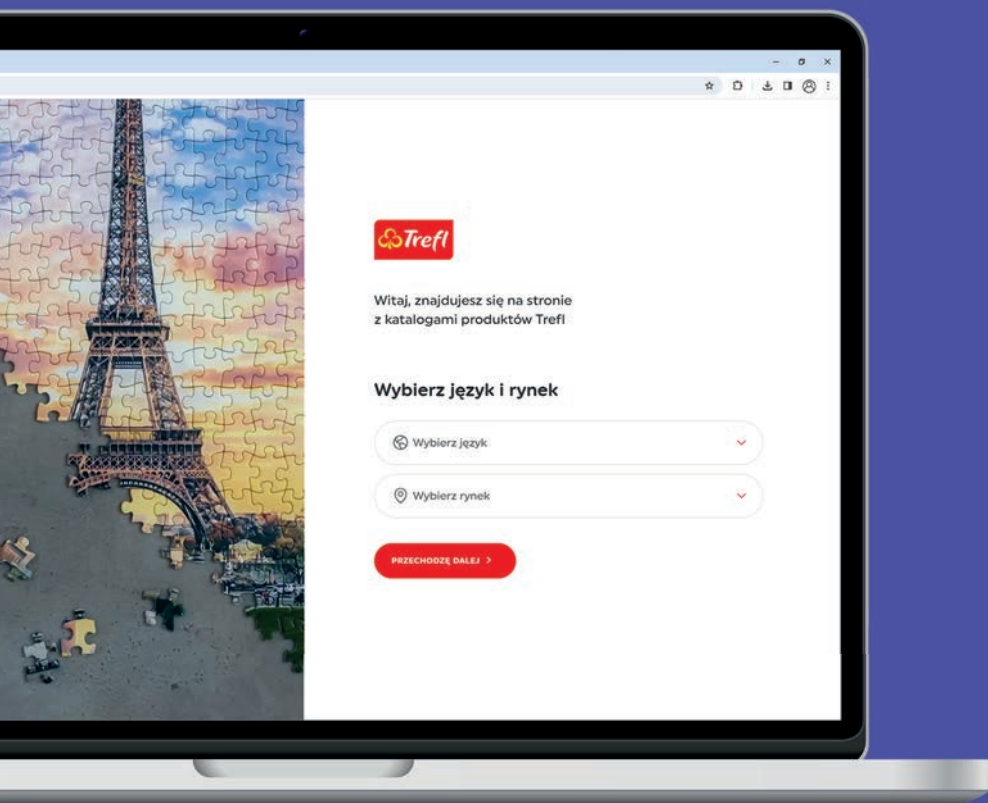 Trefl
Witaj, znajdujesz się na stronie
z katalogami produktów Trefl
Wybierz język i rynek
Wybierz język
Wybierz rynek
PRZECHODZĘ DALEJ >